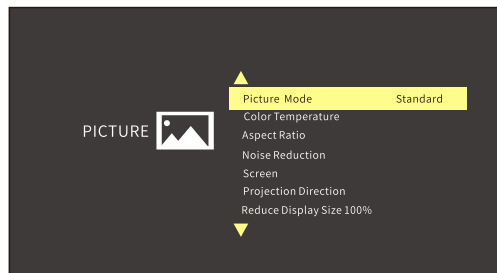 PICTURE
Picture Mode Standard
Color Temperature
Aspect Ratio
Noise Reduction
Screen
Projection Direction
Reduce Display Size 100%